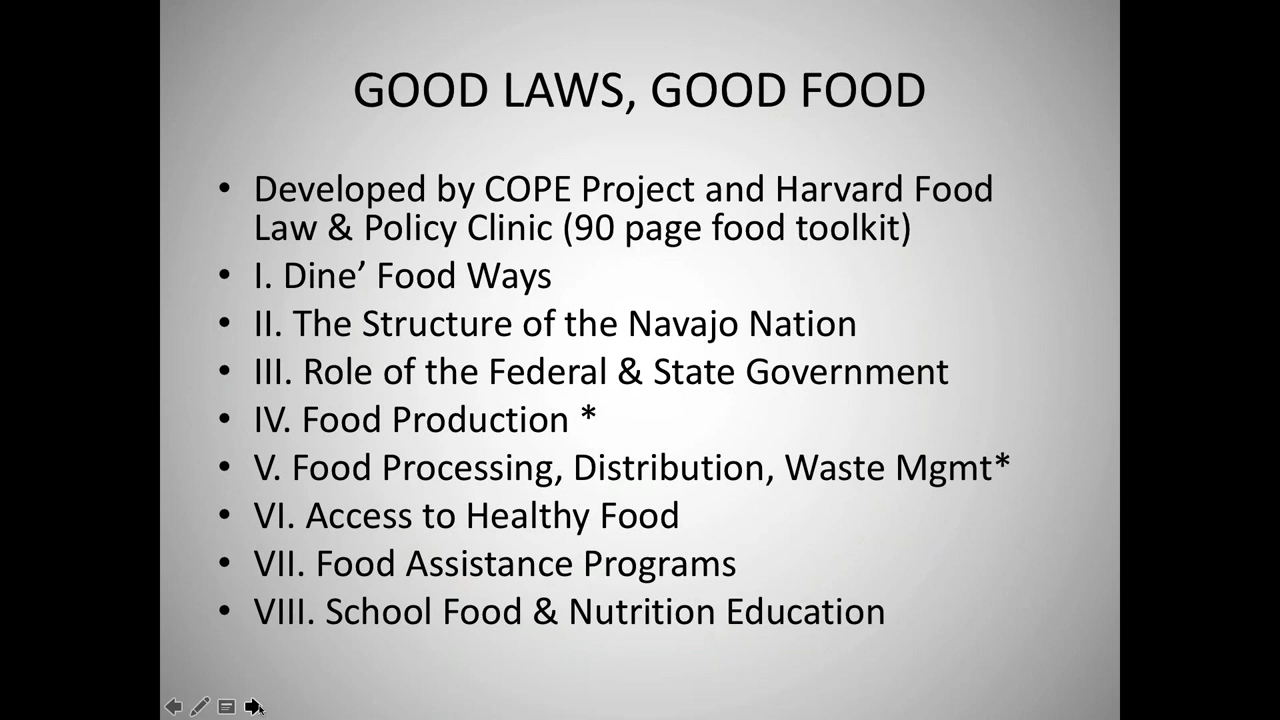 GOOD LAWS, GOOD FOOD
• Developed by COPE Project and Harvard Food
Law & Policy Clinic (90 page food toolkit)
• I. Dine’ Food Ways
• II. The Structure of the Navajo Nation
• III. Role of the Federal & State Government
• IV. Food Production *
• V. Food Processing, Distribution, Waste Mgmt*
• VI. Access to Healthy Food
• VII. Food Assistance Programs
• VIII. School Food & Nutrition Education